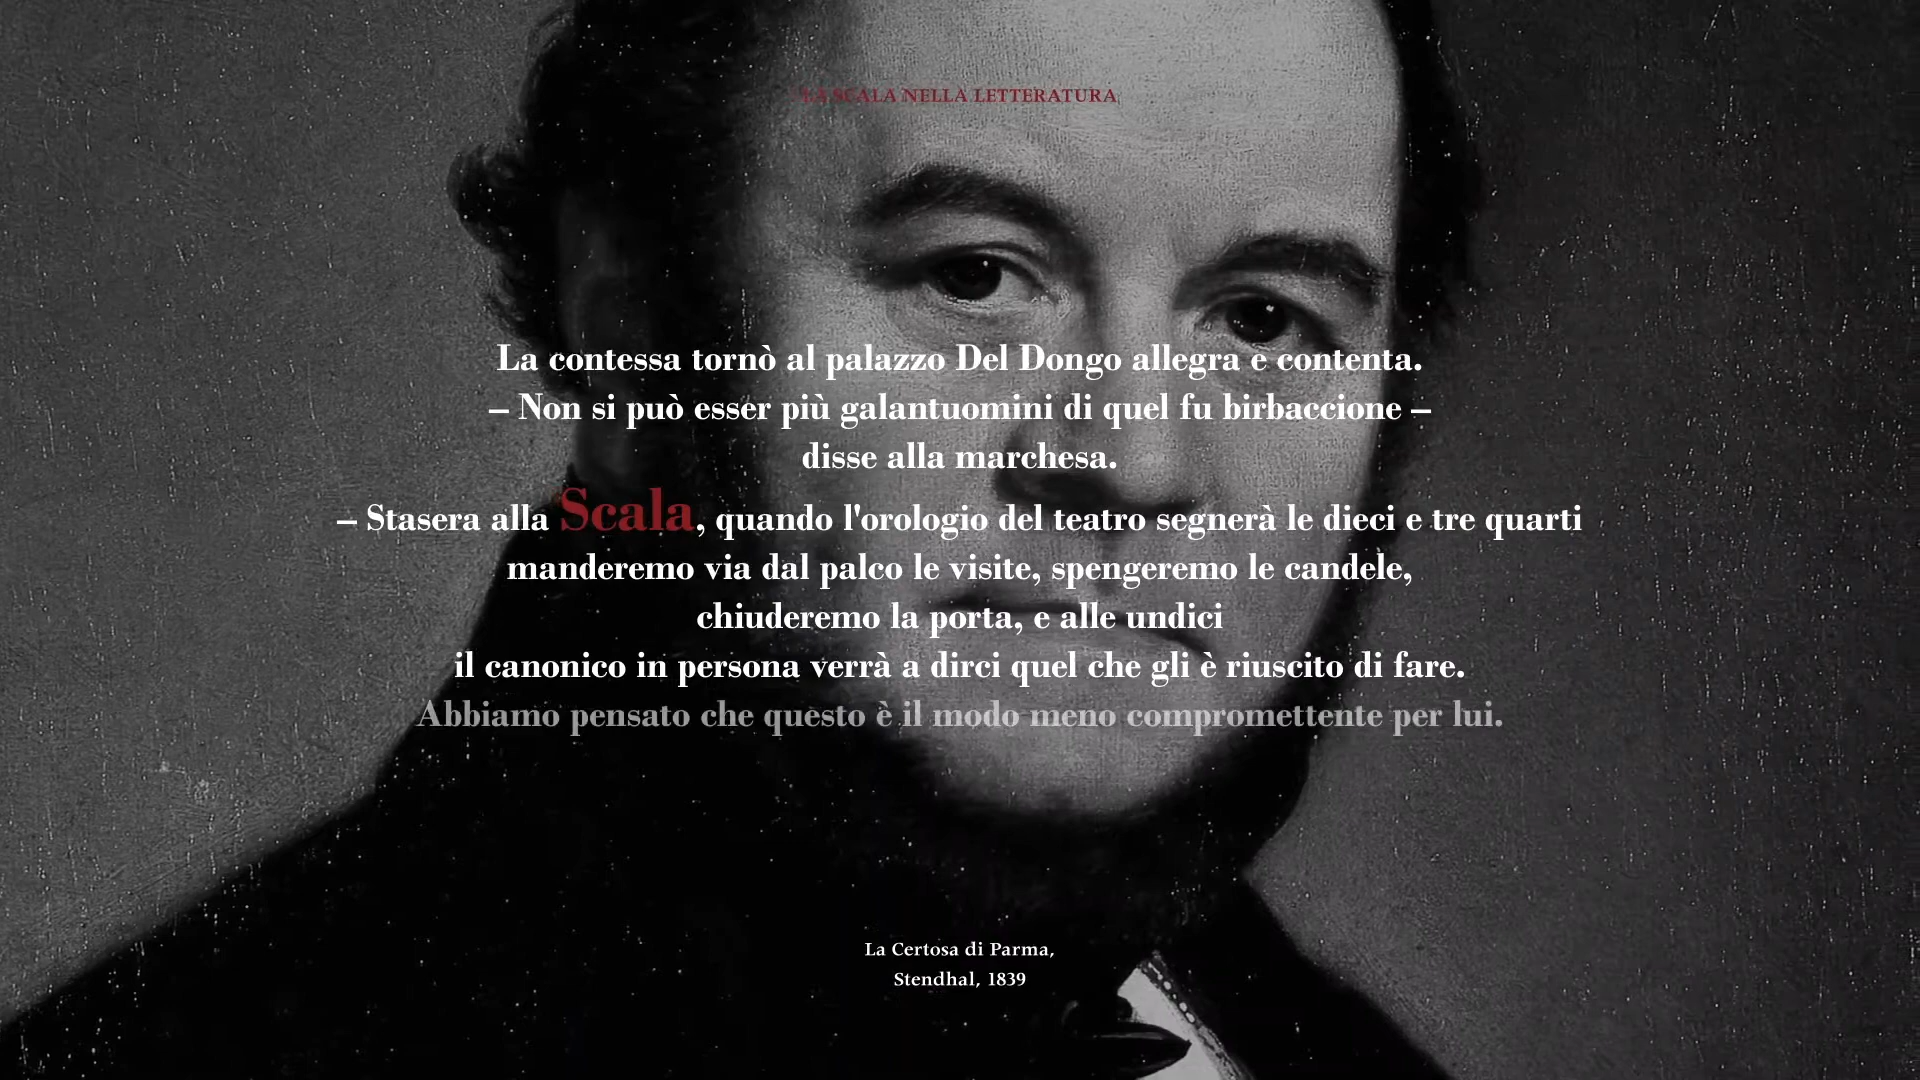 LA SCALA NELLA LETTERATURA
La contessa tornò al palazzo Del Dongo allegra e contenta.
– Non si può esser più galantuomini di quel fu birbaccione –
disse alla marchesa.
– Stasera alla Scala, quando l'orologio del teatro segnerà le dieci e tre quarti
manderemo via dal palco le visite, spengeremo le candele,
chiuderemo la porta, e alle undici
il canonico in persona verrà a dirci quel che gli è riuscito di fare.
Abbiamo pensato che questo è il modo meno compromettente per lui.
La Certosa di Parma,
Stendhal, 1839